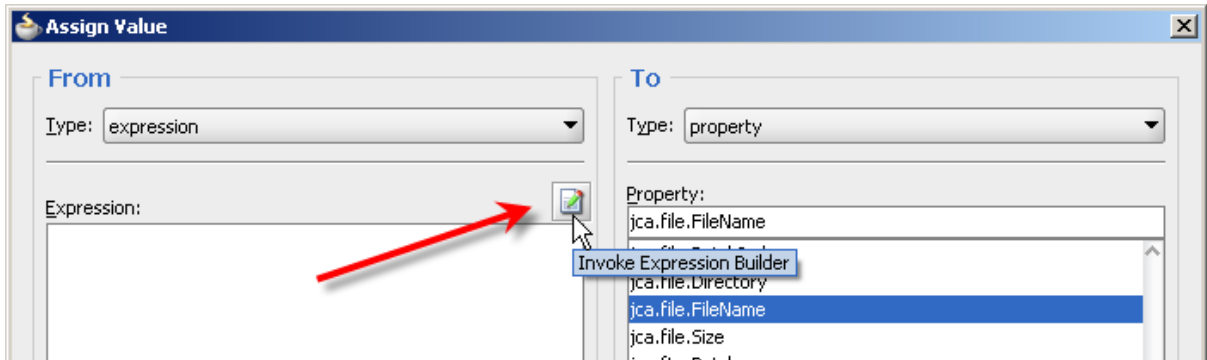 Assign Value
From
Type: expression
Expression:
To
Type: property
Property:
jca.file.FileName
Invoke Expression Builder
jca.file.Directory
jca.file.FileName
jca.file.Size